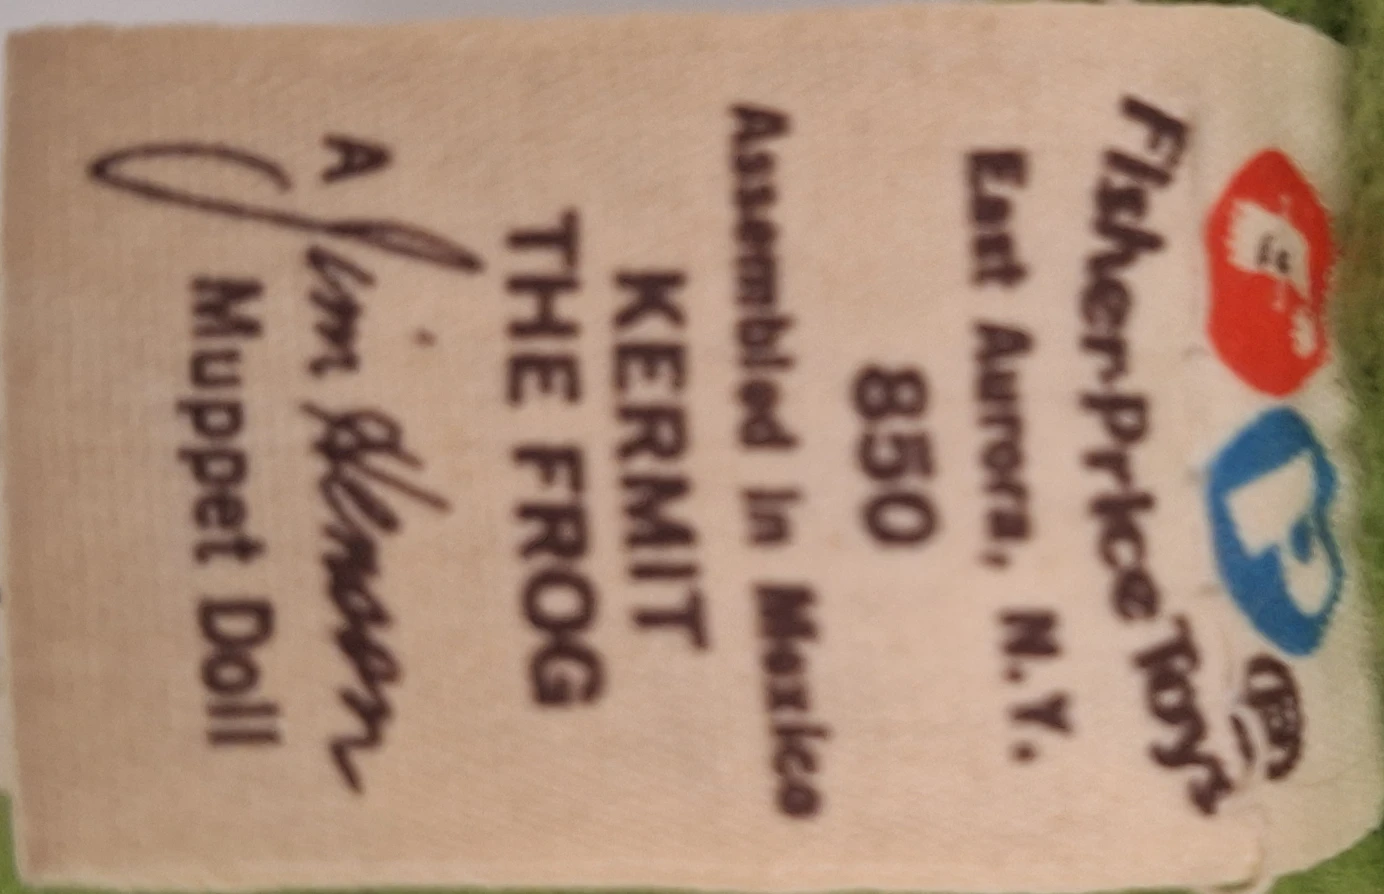 Fisher-Price Toys
East Aurora, N.Y.
850
Assembled In Mexico
KERMIT
THE FROG
A Jim Henson
Muppet Doll